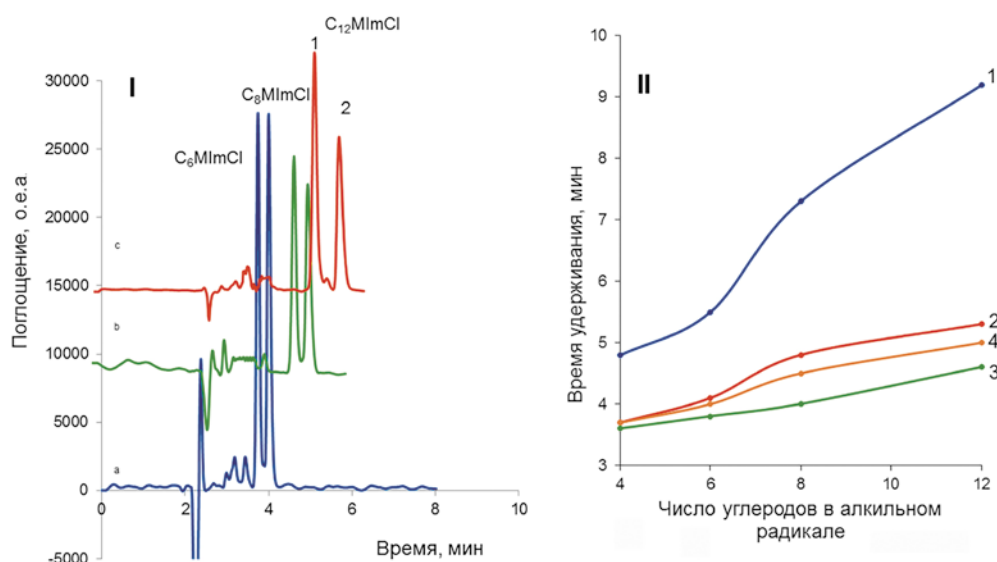 I
C₁₂MImCl
1
C₈MImCl
2
C₆MImCl
30000
25000
20000
15000
10000
5000
0
-5000
Поглощение, о.е.а
c
b
a
0
2
4
6
8
10
Время, мин
II
10
9
8
7
6
5
4
3
Время удерживания, мин
1
2
4
3
4
6
8
10
12
Число углеродов в алкильном
радикале